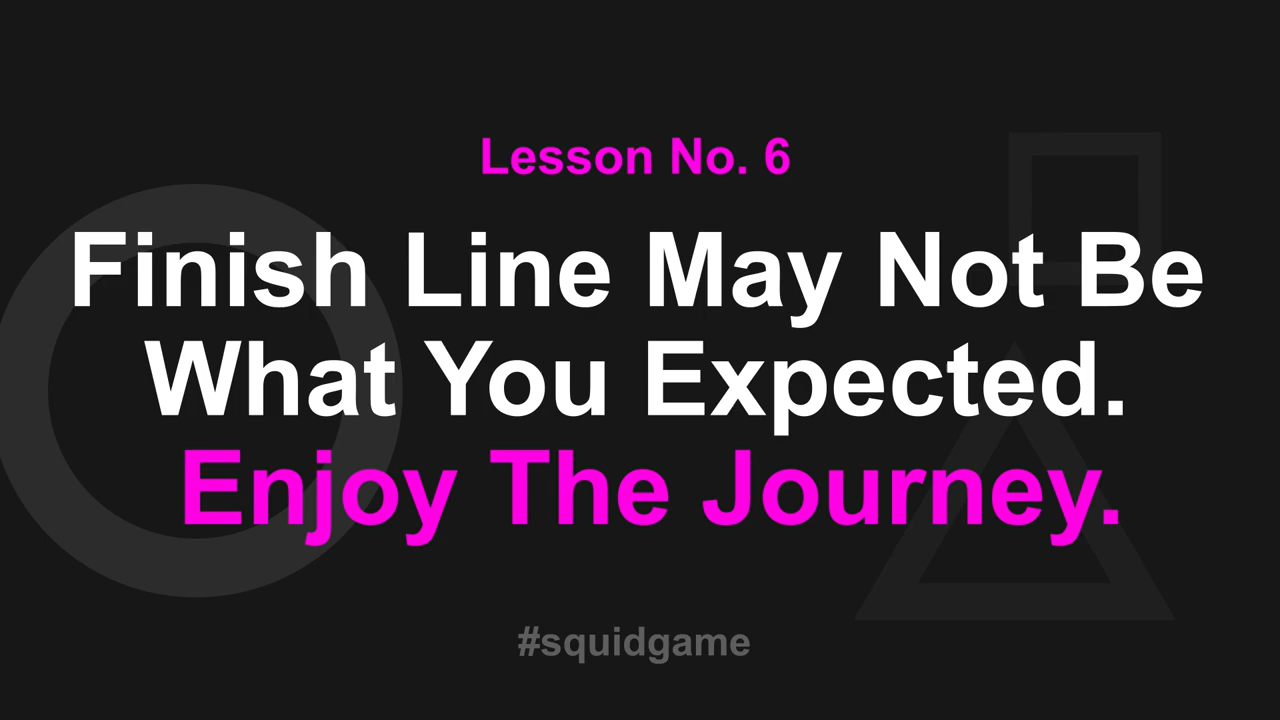 Lesson No. 6
Finish Line May Not Be
What You Expected.
Enjoy The Journey.
#squidgame